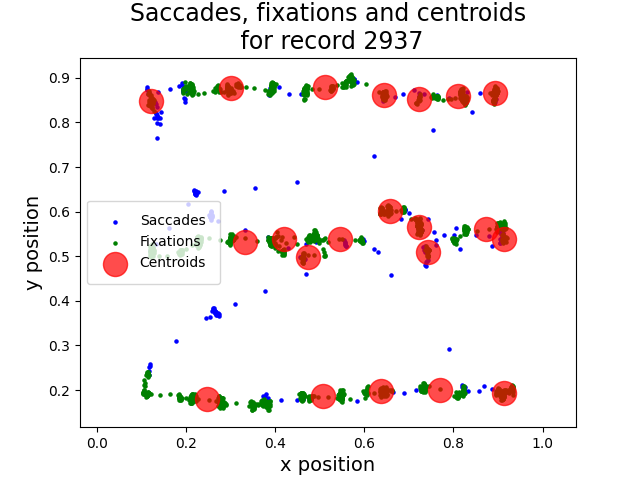 Saccades, fixations and centroids
for record 2937
y position
0.9
0.8
0.7
0.6
0.5
0.4
0.3
0.2
Saccades
Fixations
Centroids
0.0 0.2 0.4 0.6 0.8 1.0
x position